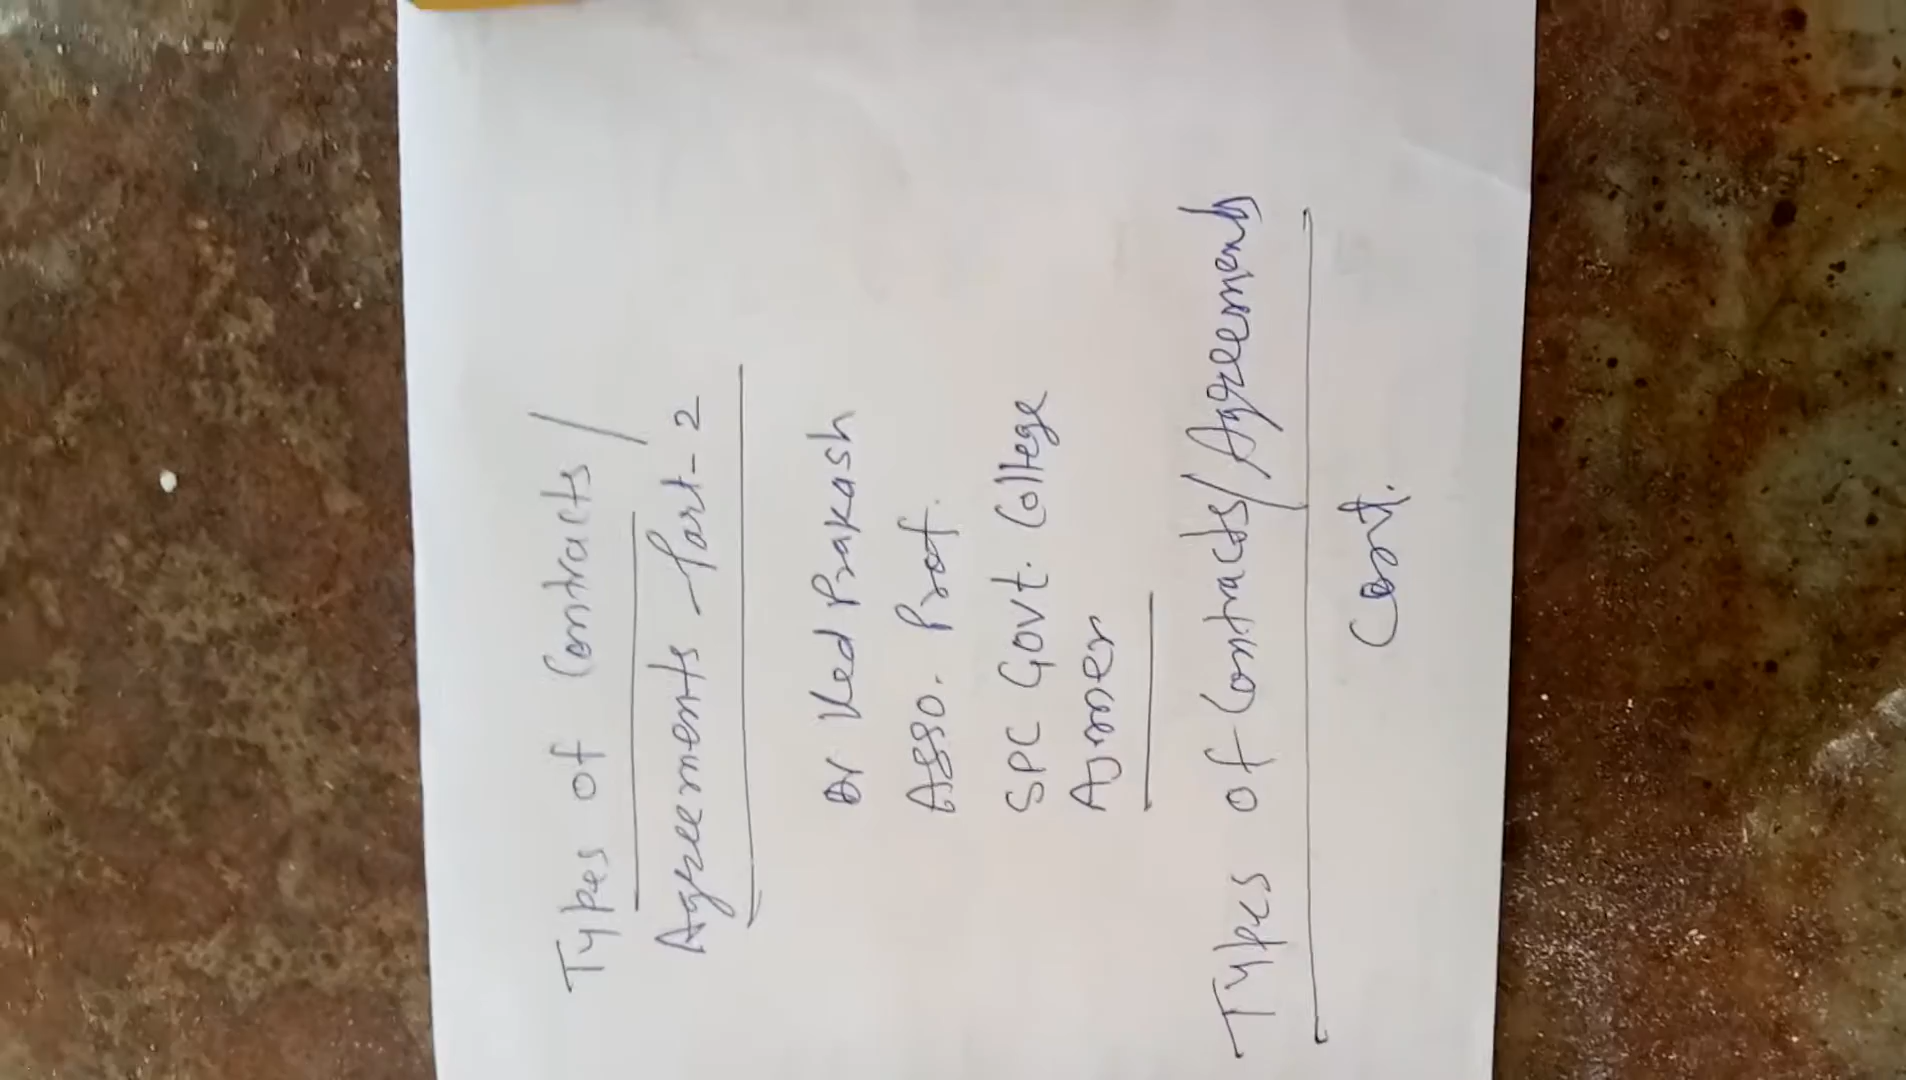 Types of Contracts/
Agreements - Part-2
Dr Ved Prakash
Asso. Prof.
SPC Govt. College
Ajmer
Types of Contracts/Agreements
Cont.